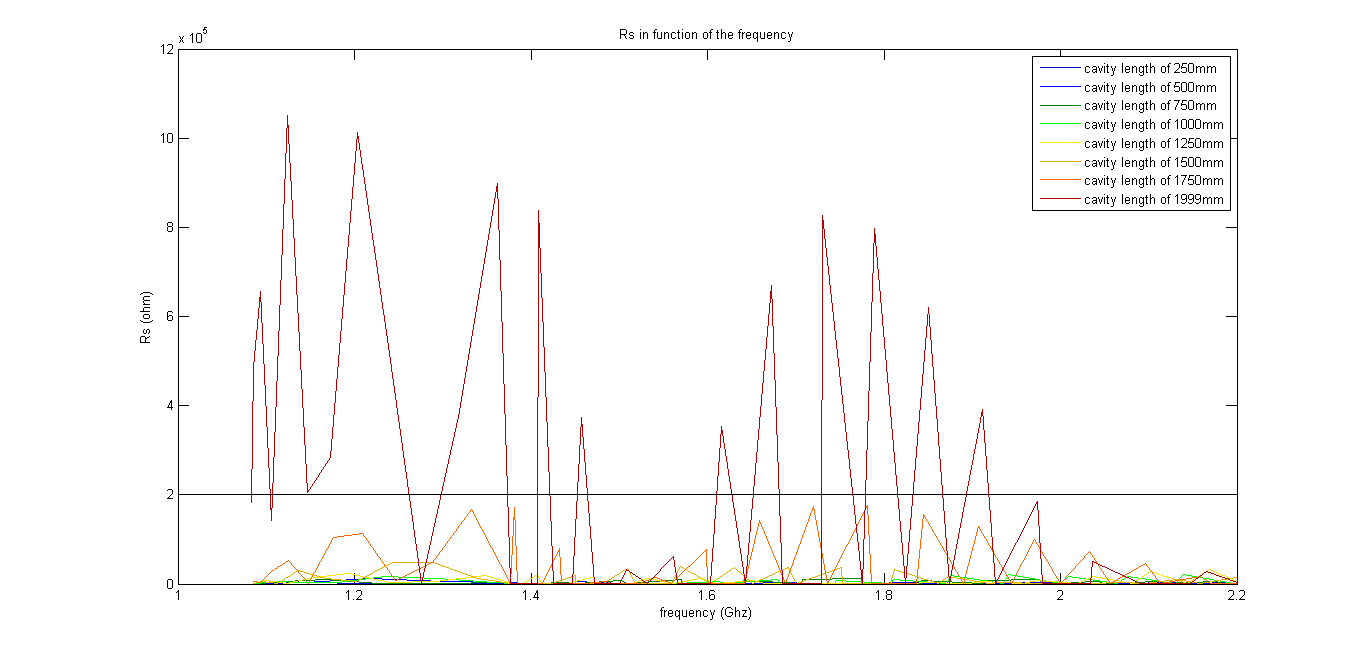 Rs in function of the frequency
x 10^5
12
10
8
6
4
2
0
Rs (ohm)
cavity length of 250mm
cavity length of 500mm
cavity length of 750mm
cavity length of 1000mm
cavity length of 1250mm
cavity length of 1500mm
cavity length of 1750mm
cavity length of 1999mm
1 1.2 1.4 1.6 1.8 2 2.2
frequency (Ghz)